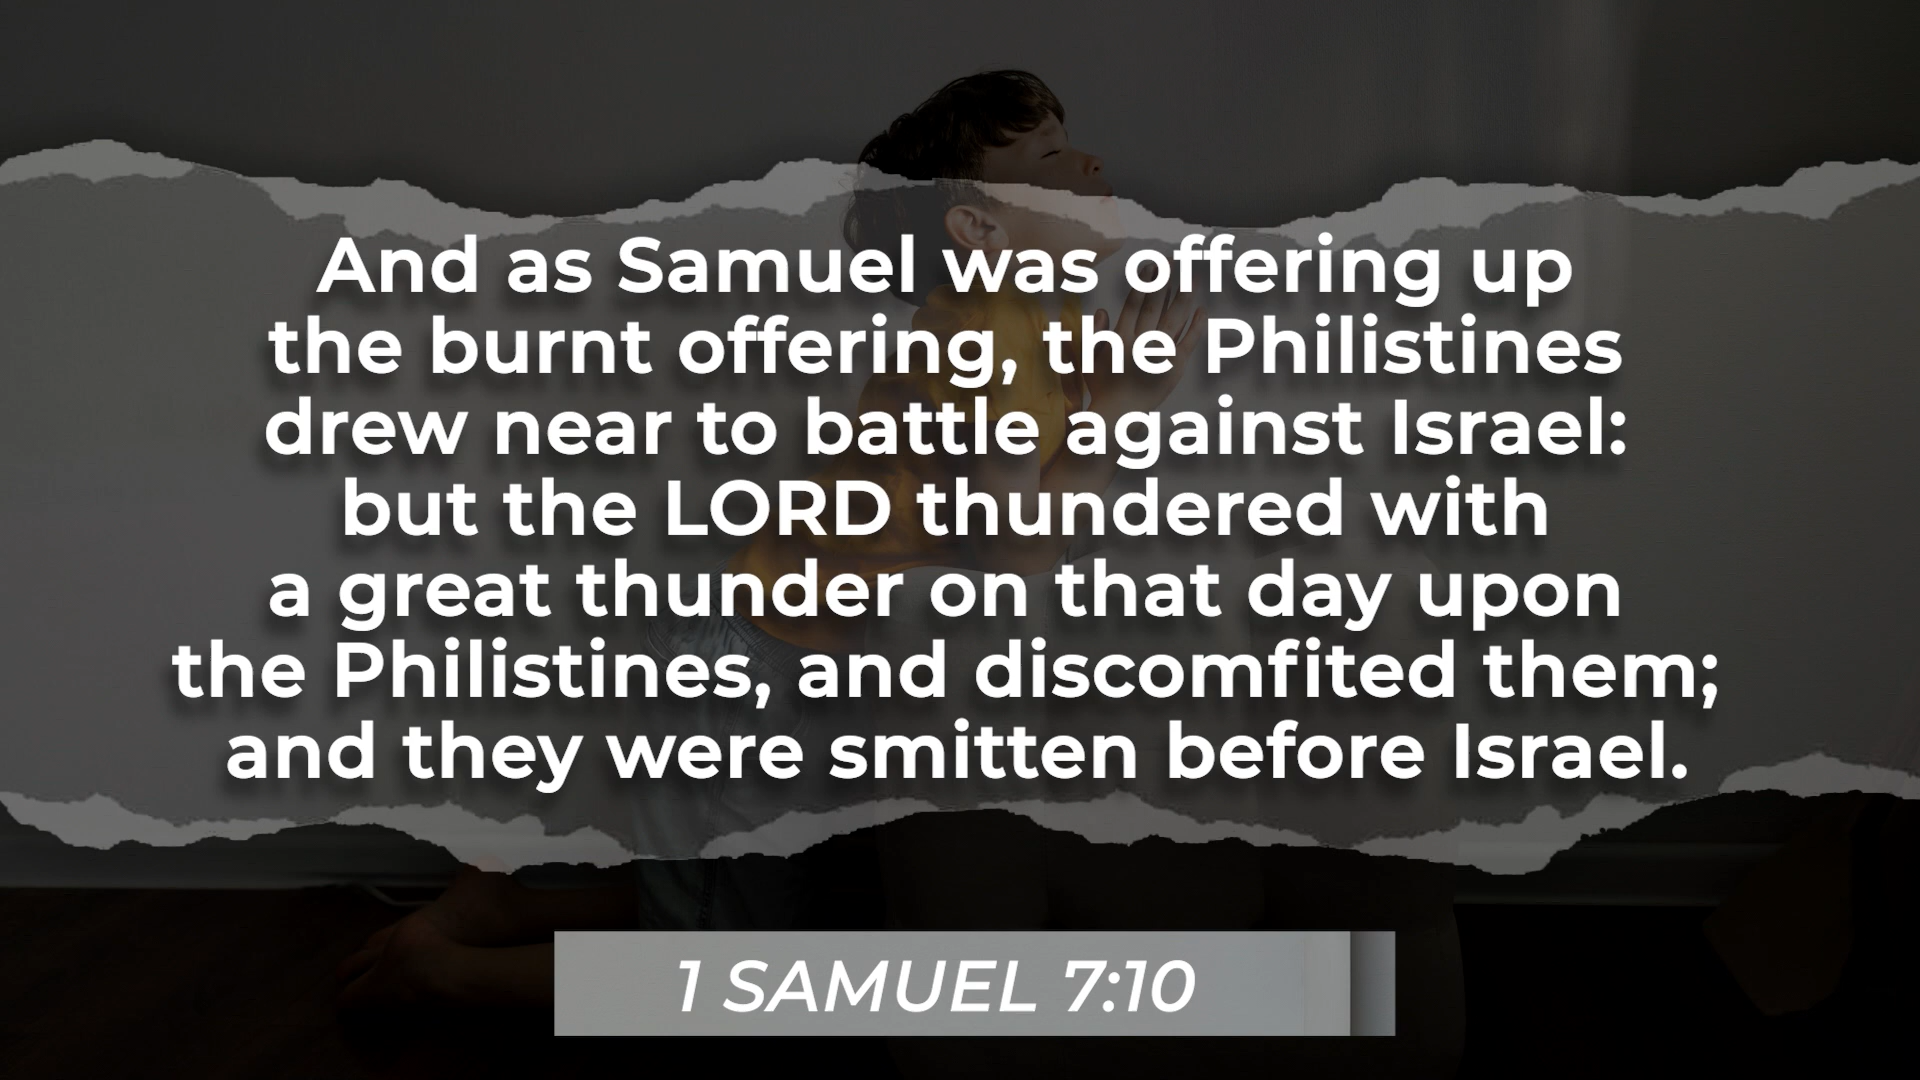 And as Samuel was offering up
the burnt offering, the Philistines
drew near to battle against Israel:
but the LORD thundered with
a great thunder on that day upon
the Philistines, and discomfited them;
and they were smitten before Israel.
1 SAMUEL 7:10